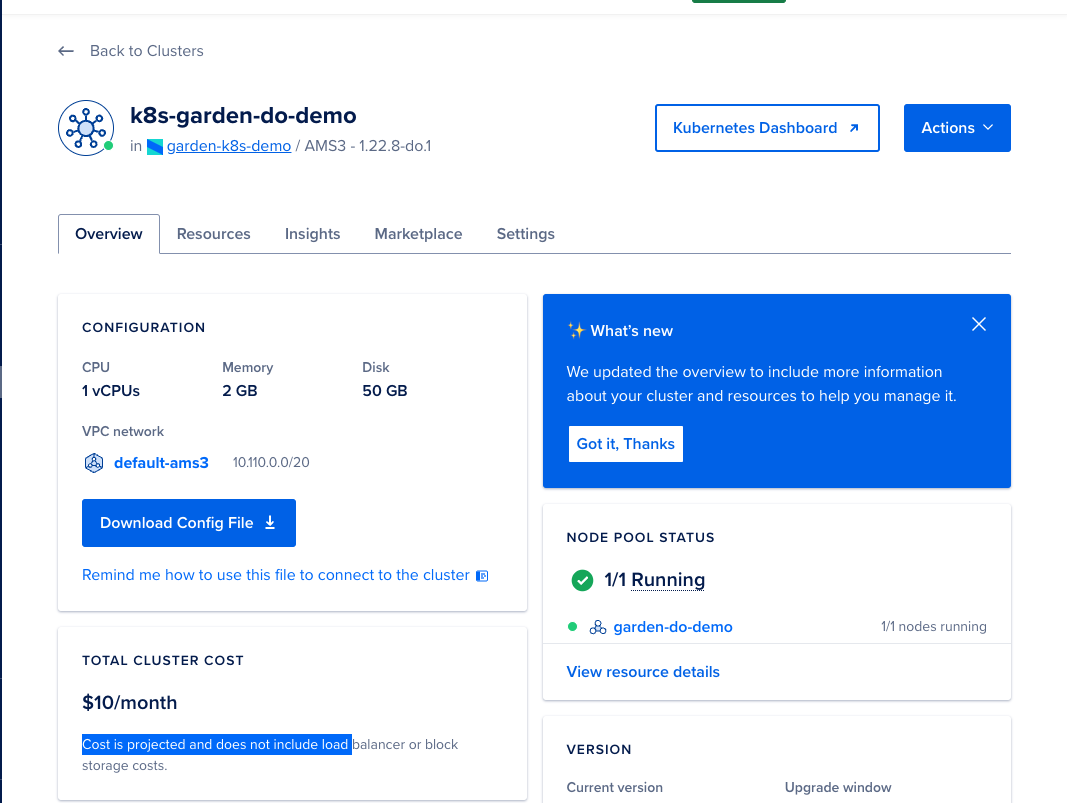 Back to Clusters
k8s-garden-do-demo
in garden-k8s-demo / AMS3 - 1.22.8-do.1
Kubernetes Dashboard
Actions
Overview
Resources
Insights
Marketplace
Settings
CONFIGURATION
CPU Memory Disk
1 vCPUs 2 GB 50 GB
VPC network
default-ams3 10.110.0.0/20
Download Config File
Remind me how to use this file to connect to the cluster
TOTAL CLUSTER COST
$10/month
Cost is projected and does not include load balancer or block
storage costs.
✨ What's new
We updated the overview to include more information
about your cluster and resources to help you manage it.
Got it, Thanks
NODE POOL STATUS
1/1 Running
garden-do-demo 1/1 nodes running
View resource details
VERSION
Current version Upgrade window